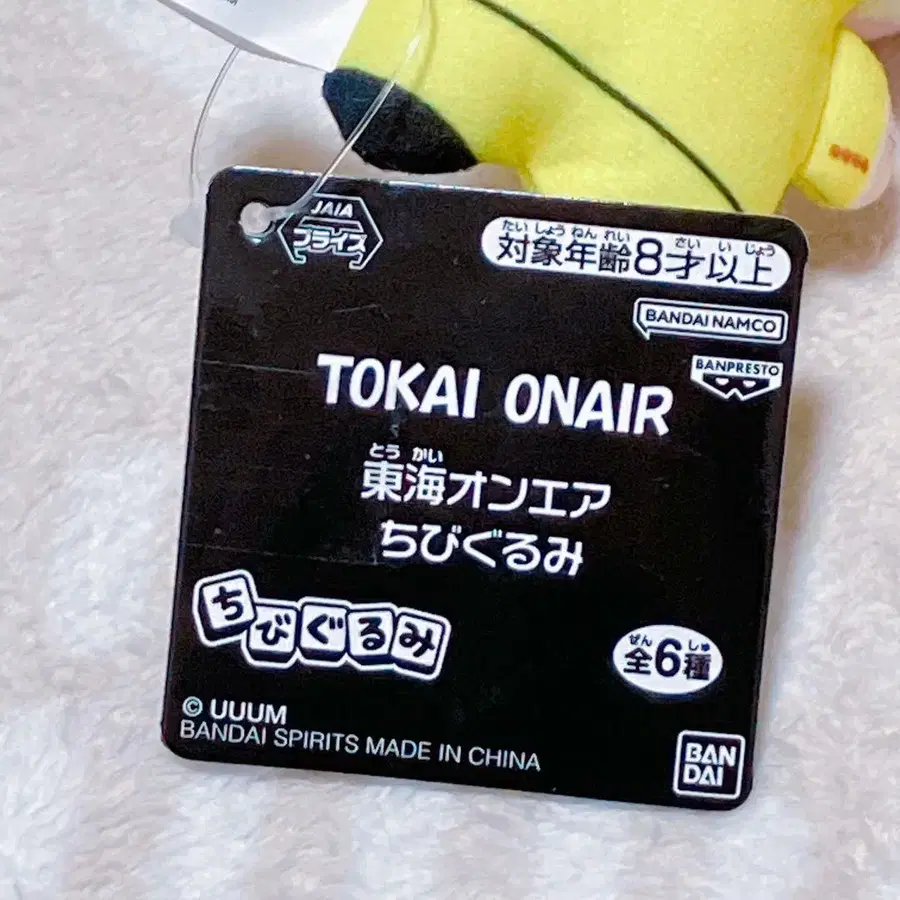 JAIA
プライズ
たいしょうねんれい さい いじょう
対象年齢8才以上
BANDAI NAMCO
BANPRESTO
TOKAI ONAIR
とうかい
東海オンエア
ちびぐるみ
ちびぐるみ
ぜん しゅ
全6種
© UUUM
BANDAI SPIRITS MADE IN CHINA
BAN
DAI